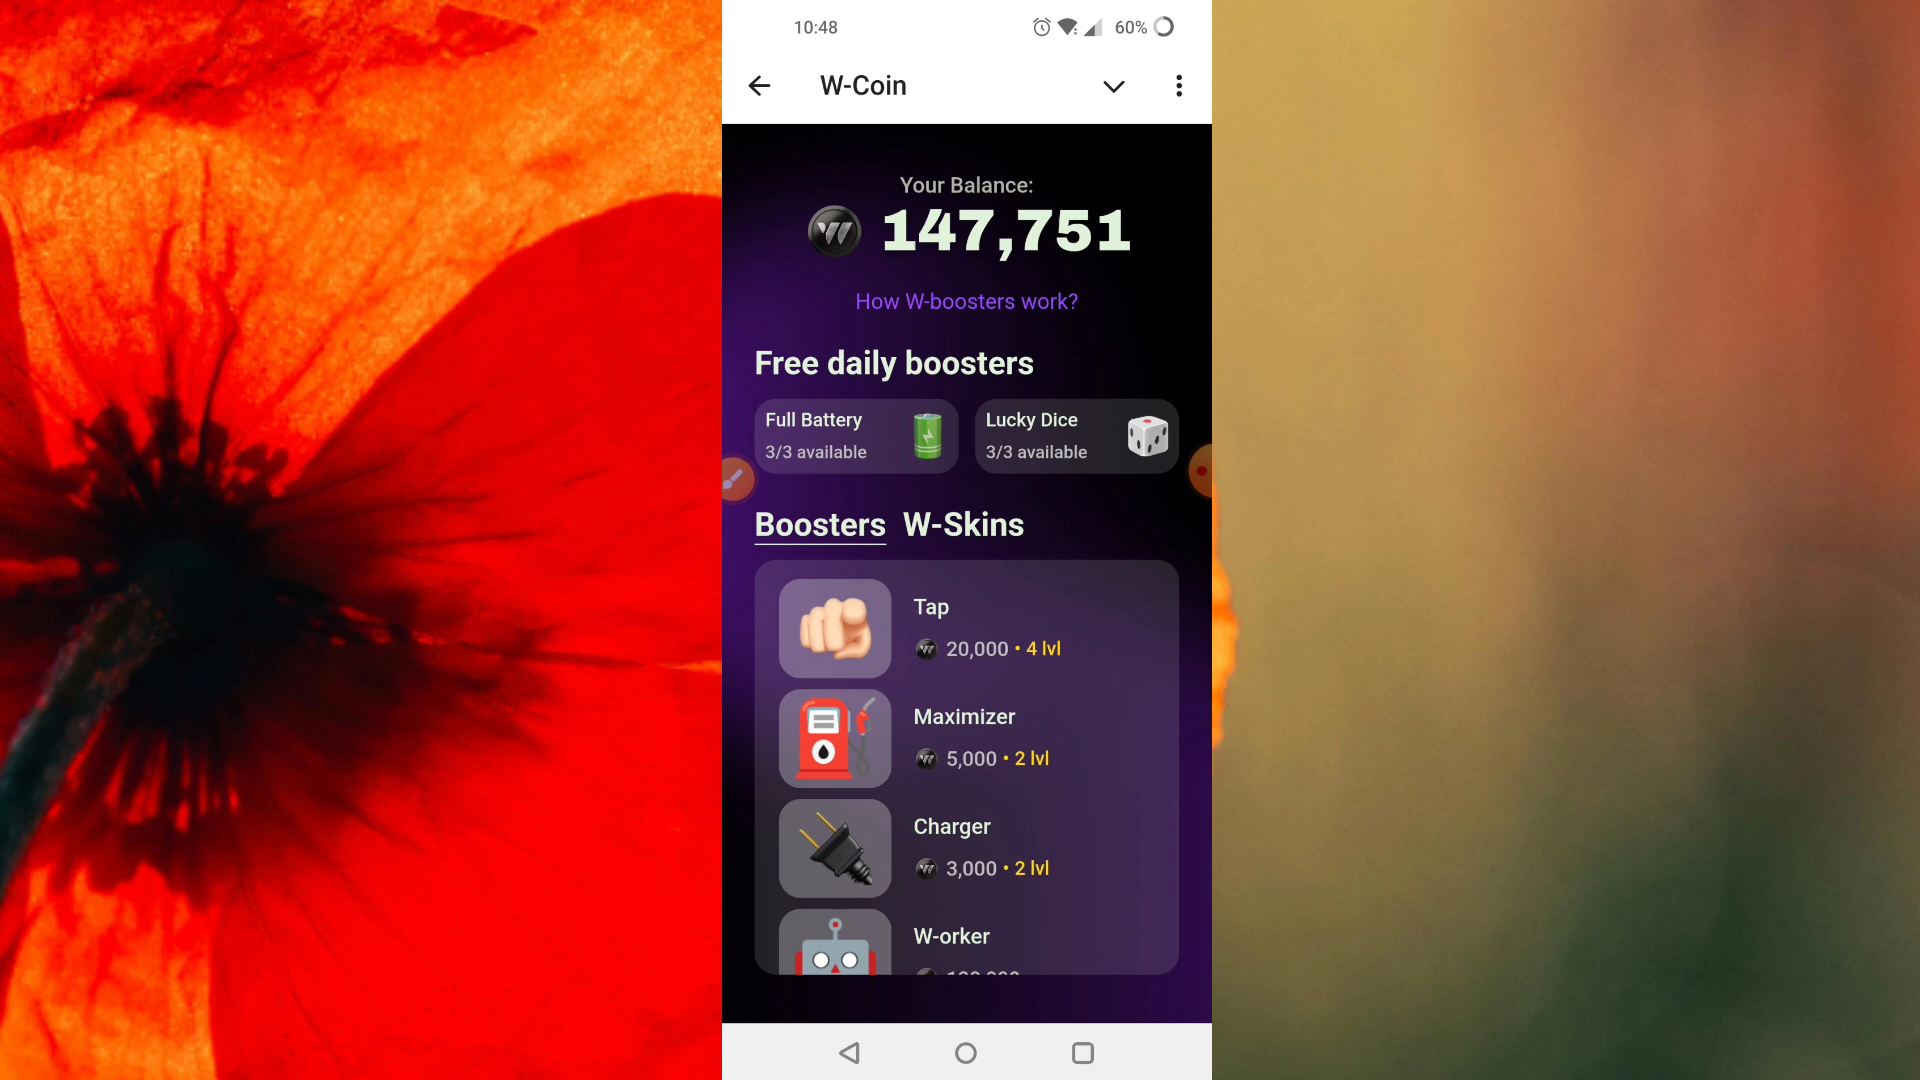 10:48 60%
W-Coin
Your Balance:
147,751
How W-boosters work?
Free daily boosters
Full Battery
3/3 available
Lucky Dice
3/3 available
Boosters W-Skins
Tap
20,000 • 4 lvl
Maximizer
5,000 • 2 lvl
Charger
3,000 • 2 lvl
W-orker